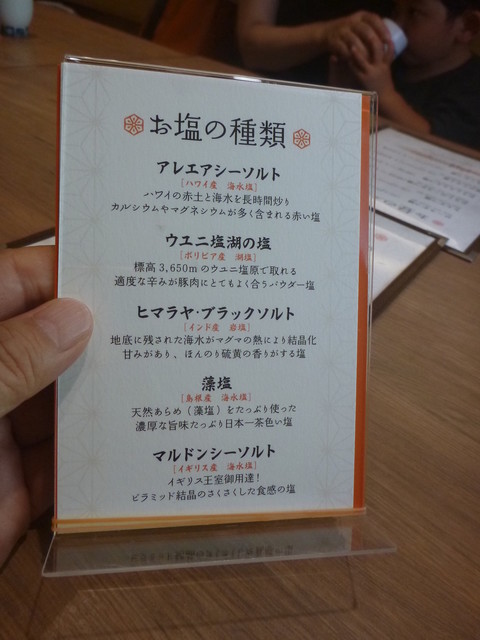 お塩の種類
アレエアシーソルト
[ハワイ産 海水塩]
ハワイの赤土と海水を長時間炒り
カルシウムやマグネシウムが多く含まれる赤い塩
ウユニ塩湖の塩
[ボリビア産 湖塩]
標高3,650mのウユニ塩原で取れる
適度な辛みが豚肉にとてもよく合うパウダー塩
ヒマラヤ・ブラックソルト
[インド産 岩塩]
地底に残された海水がマグマの熱により結晶化
甘みがあり、ほんのり硫黄の香りがする塩
藻塩
[島根産 海水塩]
天然あらめ(藻塩)をたっぷり使った
濃厚な旨味たっぷり日本一茶色い塩
マルドンシーソルト
[イギリス産 海水塩]
イギリス王室御用達!
ピラミッド結晶のさくさくした食感の塩